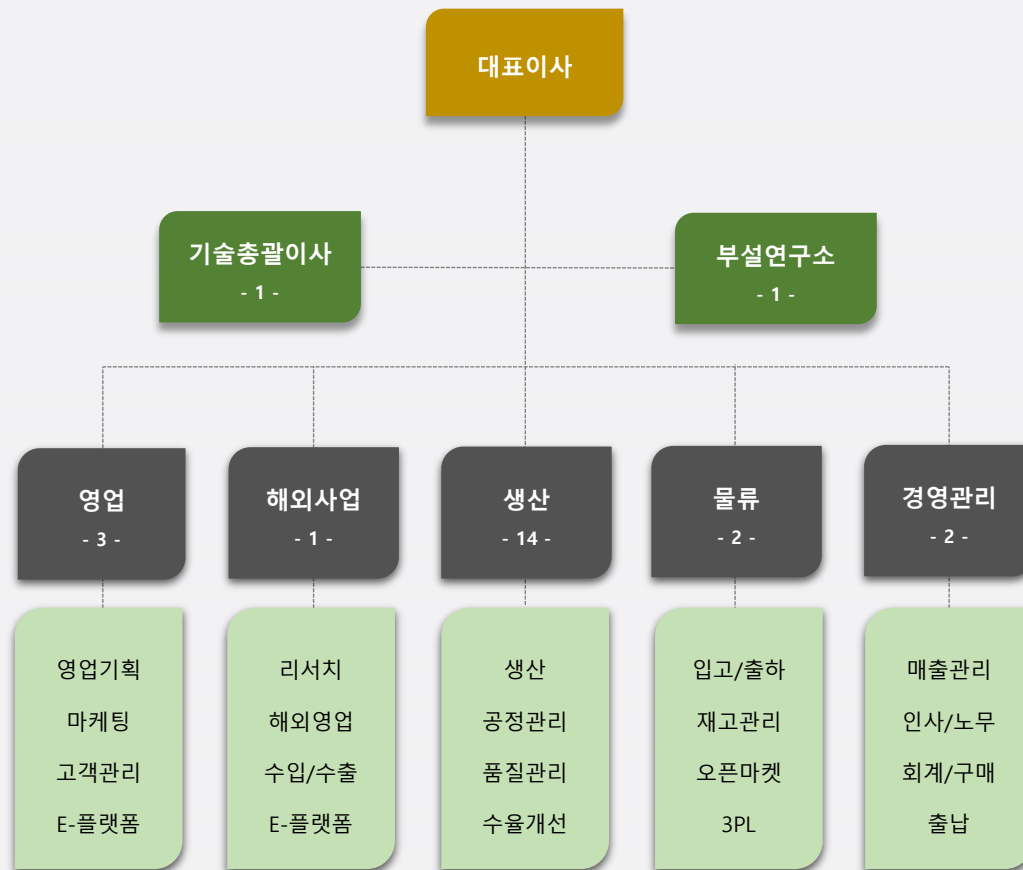 대표이사
기술총괄이사
- 1 -
부설연구소
- 1 -
영업
- 3 -
해외사업
- 1 -
생산
- 14 -
물류
- 2 -
경영관리
- 2 -
영업기획
마케팅
고객관리
E-플랫폼
리서치
해외영업
수입/수출
E-플랫폼
생산
공정관리
품질관리
수율개선
입고/출하
재고관리
오픈마켓
3PL
매출관리
인사/노무
회계/구매
출납